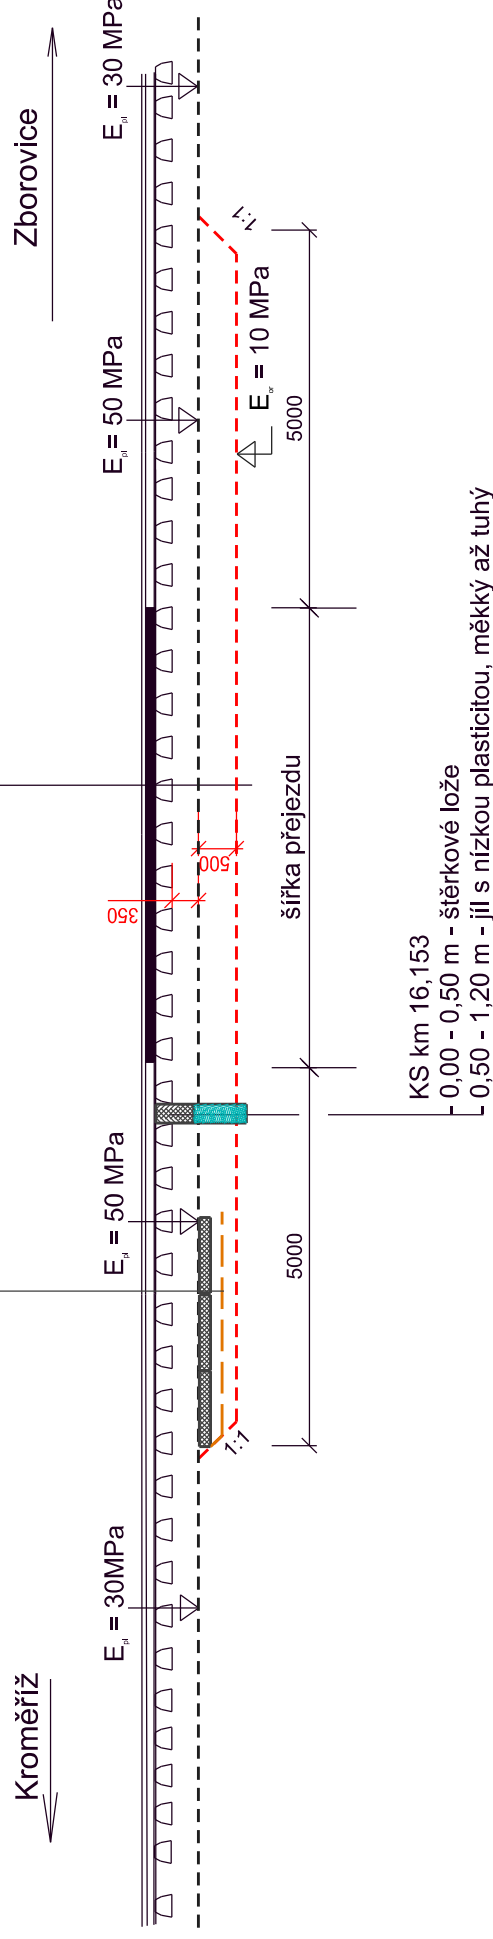 Kroměříž
Zborovice
E_pl = 30MPa
E_pl = 50 MPa
E_pl = 50 MPa
E_pl = 30 MPa
350
500
1:1
1:1
E_or = 10 MPa
5000
šířka přejezdu
5000
KS km 16,153
0,00 - 0,50 m - štěrkové lože
0,50 - 1,20 m - jíl s nízkou plasticitou, měkký až tuhý